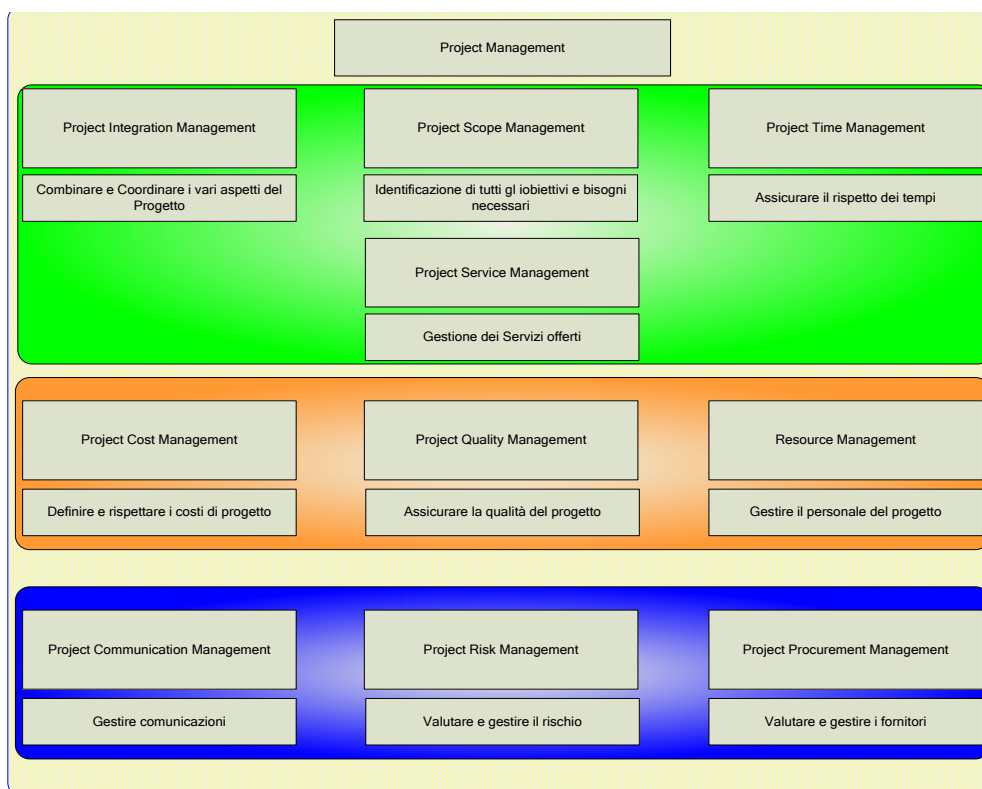 Project Management
Project Integration Management
Project Scope Management
Project Time Management
Combinare e Coordinare i vari aspetti del
Progetto
Identificazione di tutti gl iobiettivi e bisogni
necessari
Assicurare il rispetto dei tempi
Project Service Management
Gestione dei Servizi offerti
Project Cost Management
Project Quality Management
Resource Management
Definire e rispettare i costi di progetto
Assicurare la qualità del progetto
Gestire il personale del progetto
Project Communication Management
Project Risk Management
Project Procurement Management
Gestire comunicazioni
Valutare e gestire il rischio
Valutare e gestire i fornitori